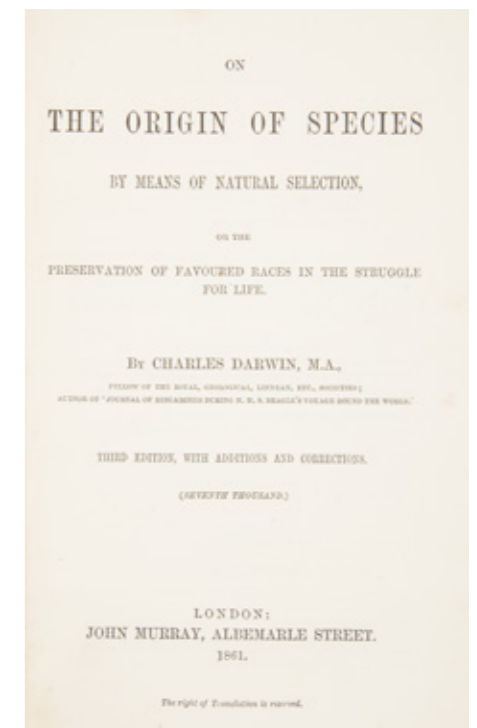 ON
THE ORIGIN OF SPECIES
BY MEANS OF NATURAL SELECTION,
OR THE
PRESERVATION OF FAVOURED RACES IN THE STRUGGLE
FOR LIFE.
By CHARLES DARWIN, M.A.,
FELLOW OF THE ROYAL, GEOLOGICAL, LINNEAN, ETC., SOCIETIES;
AUTHOR OF 'JOURNAL OF RESEARCHES DURING H. M. S. BEAGLE'S VOYAGE ROUND THE WORLD.'
THIRD EDITION, WITH ADDITIONS AND CORRECTIONS.
(SEVENTH THOUSAND.)
LONDON:
JOHN MURRAY, ALBEMARLE STREET.
1861.
The right of Translation is reserved.